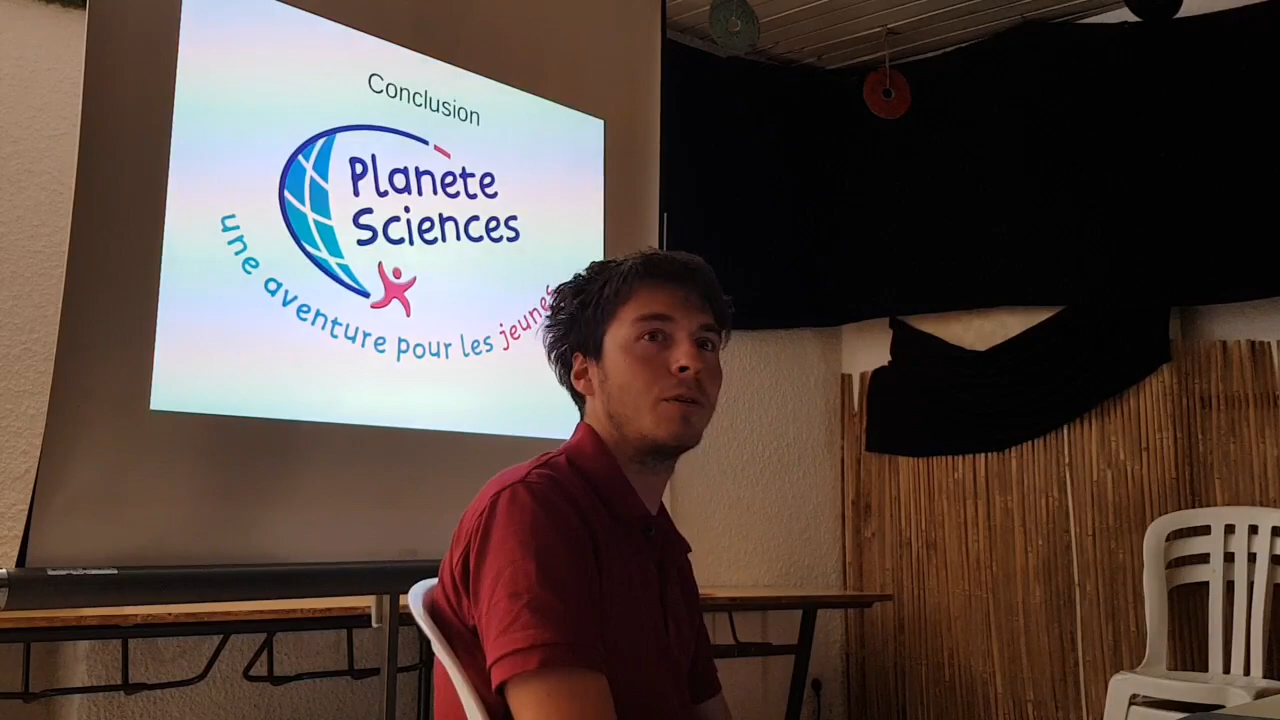 Conclusion
Planete
Sciences
une aventure pour les jeunes